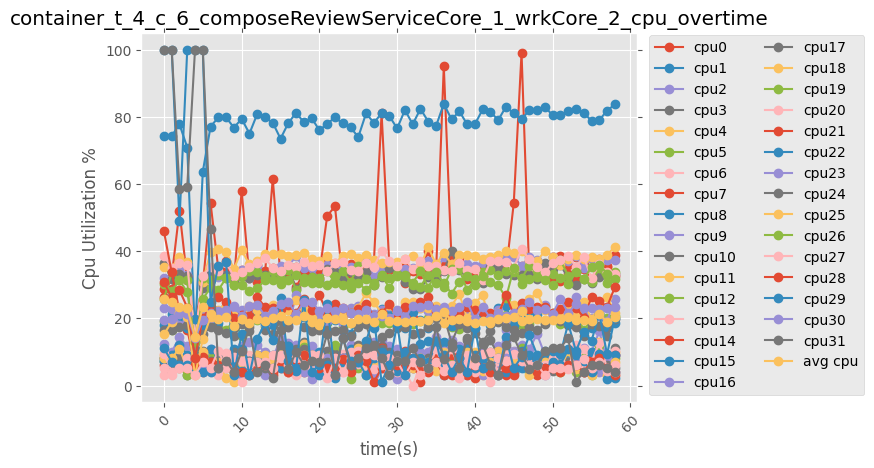 container_t_4_c_6_composeReviewServiceCore_1_wrkCore_2_cpu_overtime
Cpu Utilization %
100
80
60
40
20
0
0
10
20
30
40
50
60
time(s)
cpu0
cpu1
cpu2
cpu3
cpu4
cpu5
cpu6
cpu7
cpu8
cpu9
cpu10
cpu11
cpu12
cpu13
cpu14
cpu15
cpu16
cpu17
cpu18
cpu19
cpu20
cpu21
cpu22
cpu23
cpu24
cpu25
cpu26
cpu27
cpu28
cpu29
cpu30
cpu31
avg cpu